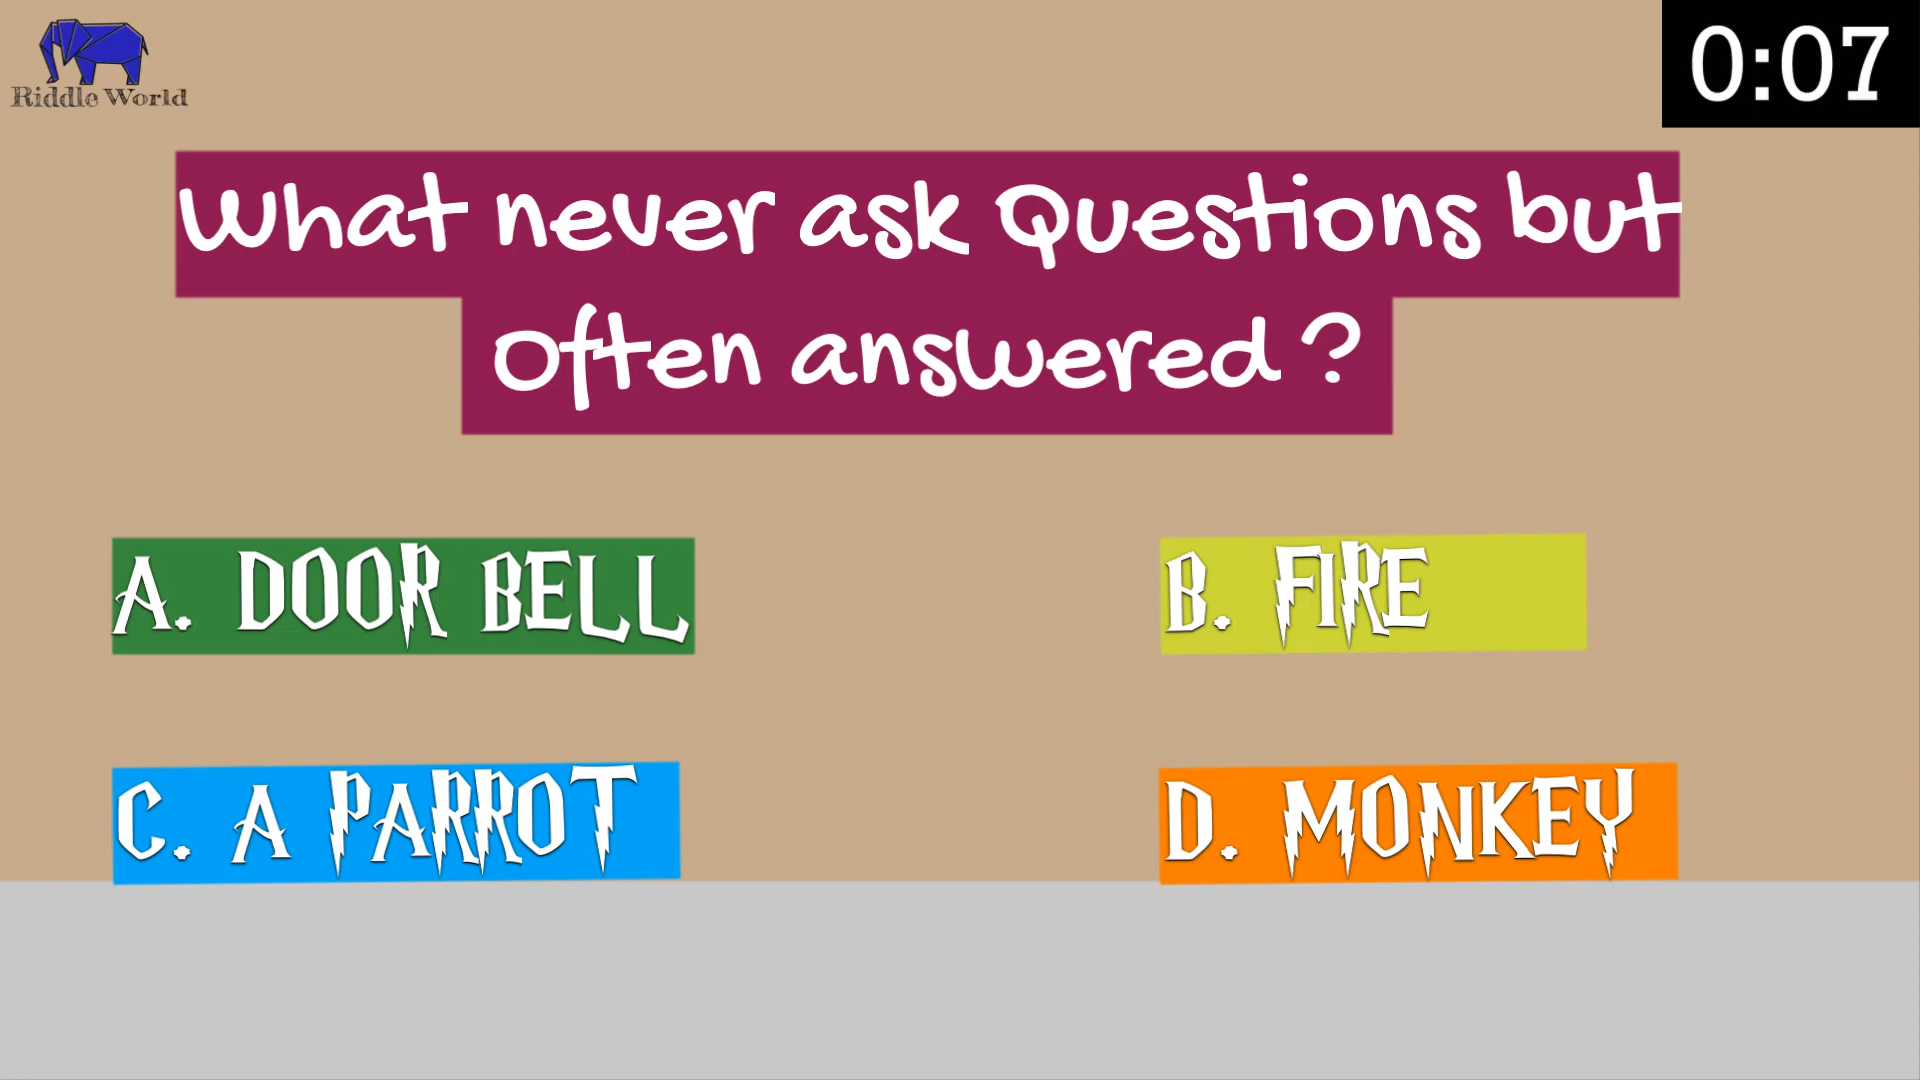 Riddle World
0:07
What never ask Questions but
Often answered ?
A. DOOR BELL
B. FIRE
C. A PARROT
D. MONKEY